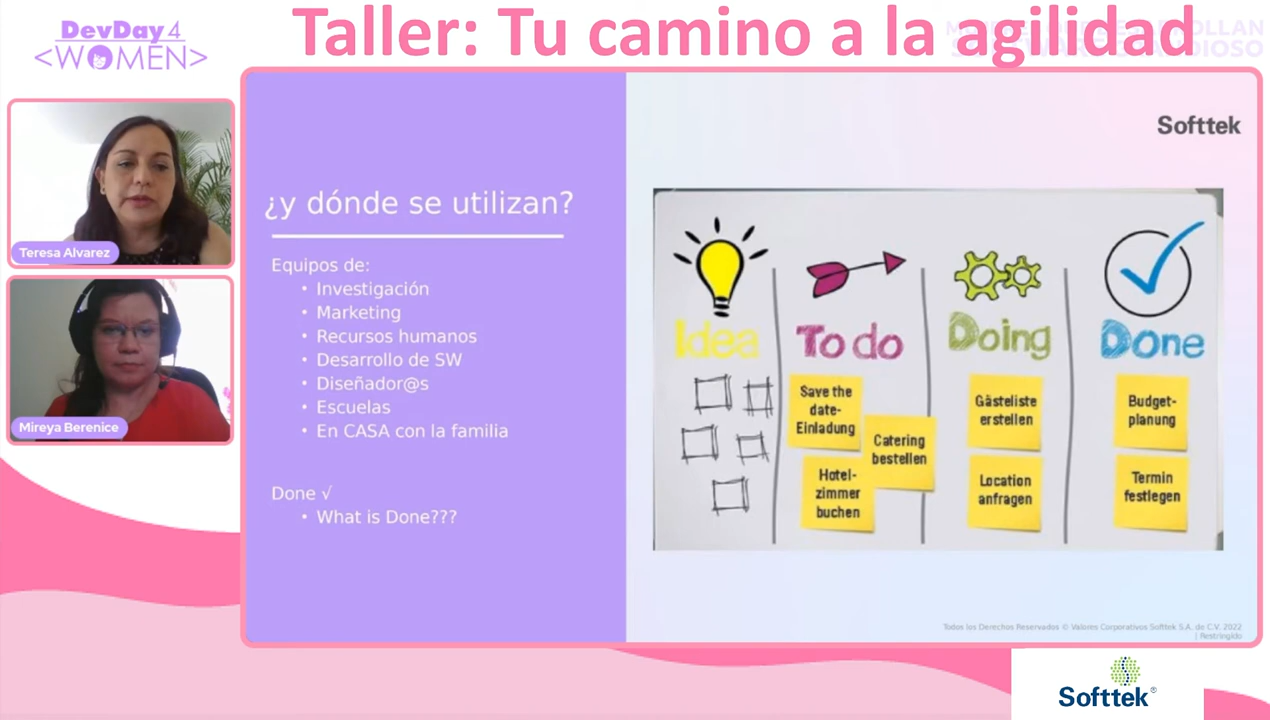 DevDay 4
<WOMEN>
Taller: Tu camino a la agilidad
Teresa Alvarez
Mireya Berenice
¿y dónde se utilizan?
Equipos de:
• Investigación
• Marketing
• Recursos humanos
• Desarrollo de SW
• Diseñador@s
• Escuelas
• En CASA con la familia
Done √
• What is Done???
Softtek
Idea
To do
Doing
Done
Save the
date-
Einladung
Catering
bestellen
Hotel-
zimmer
buchen
Gästeliste
erstellen
Location
anfragen
Budget-
planung
Termin
festlegen
Todos los Derechos Reservados © Valores Corporativos Softtek S.A. de C.V. 2022
| Restringido
Softtek®